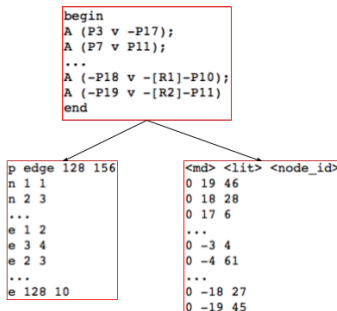 begin
A (P3 v -P17);
A (P7 v P11);
...
A (-P18 v -[R1]-P10);
A (-P19 v -[R2]-P11)
end
p edge 128 156
n 1 1
n 2 3
...
e 1 2
e 3 4
e 2 3
...
e 128 10
<md> <lit> <node_id>
0 19 46
0 18 28
0 17 6
...
0 -3 4
0 -4 61
...
0 -18 27
0 -19 45